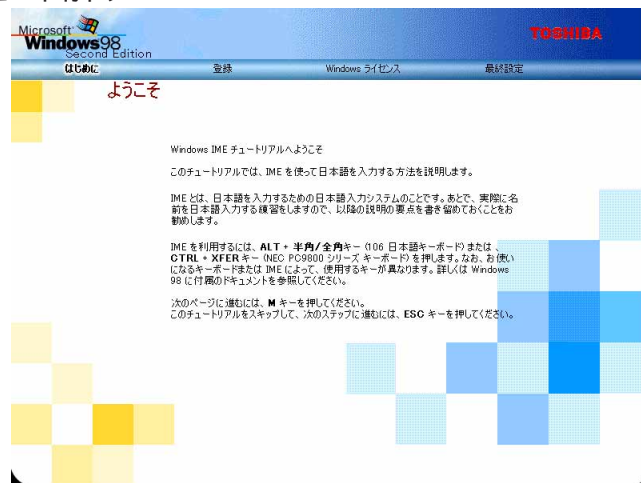 Microsoft
Windows98
Second Edition
TOSHIBA
はじめに 登録 Windows ライセンス 最終設定
ようこそ
Windows IME チュートリアルへようこそ
このチュートリアルでは、IME を使って日本語を入力する方法を説明します。
IME とは、日本語を入力するための日本語入力システムのことです。あとで、実際に名
前を日本語入力する練習をしますので、以降の説明の要点を書き留めておくことをお
勧めします。
IME を利用するには、ALT + 半角/全角キー (106 日本語キーボード) または 、
CTRL + XFER キー (NEC PC9800 シリーズ キーボード) を押します。なお、お使い
になるキーボードまたは IME によって、使用するキーが異なります。詳しくは Windows
98 に付属のドキュメントを参照してください。
次のページに進むには、M キーを押してください。
このチュートリアルをスキップして、次のステップに進むには、ESC キーを押してください。